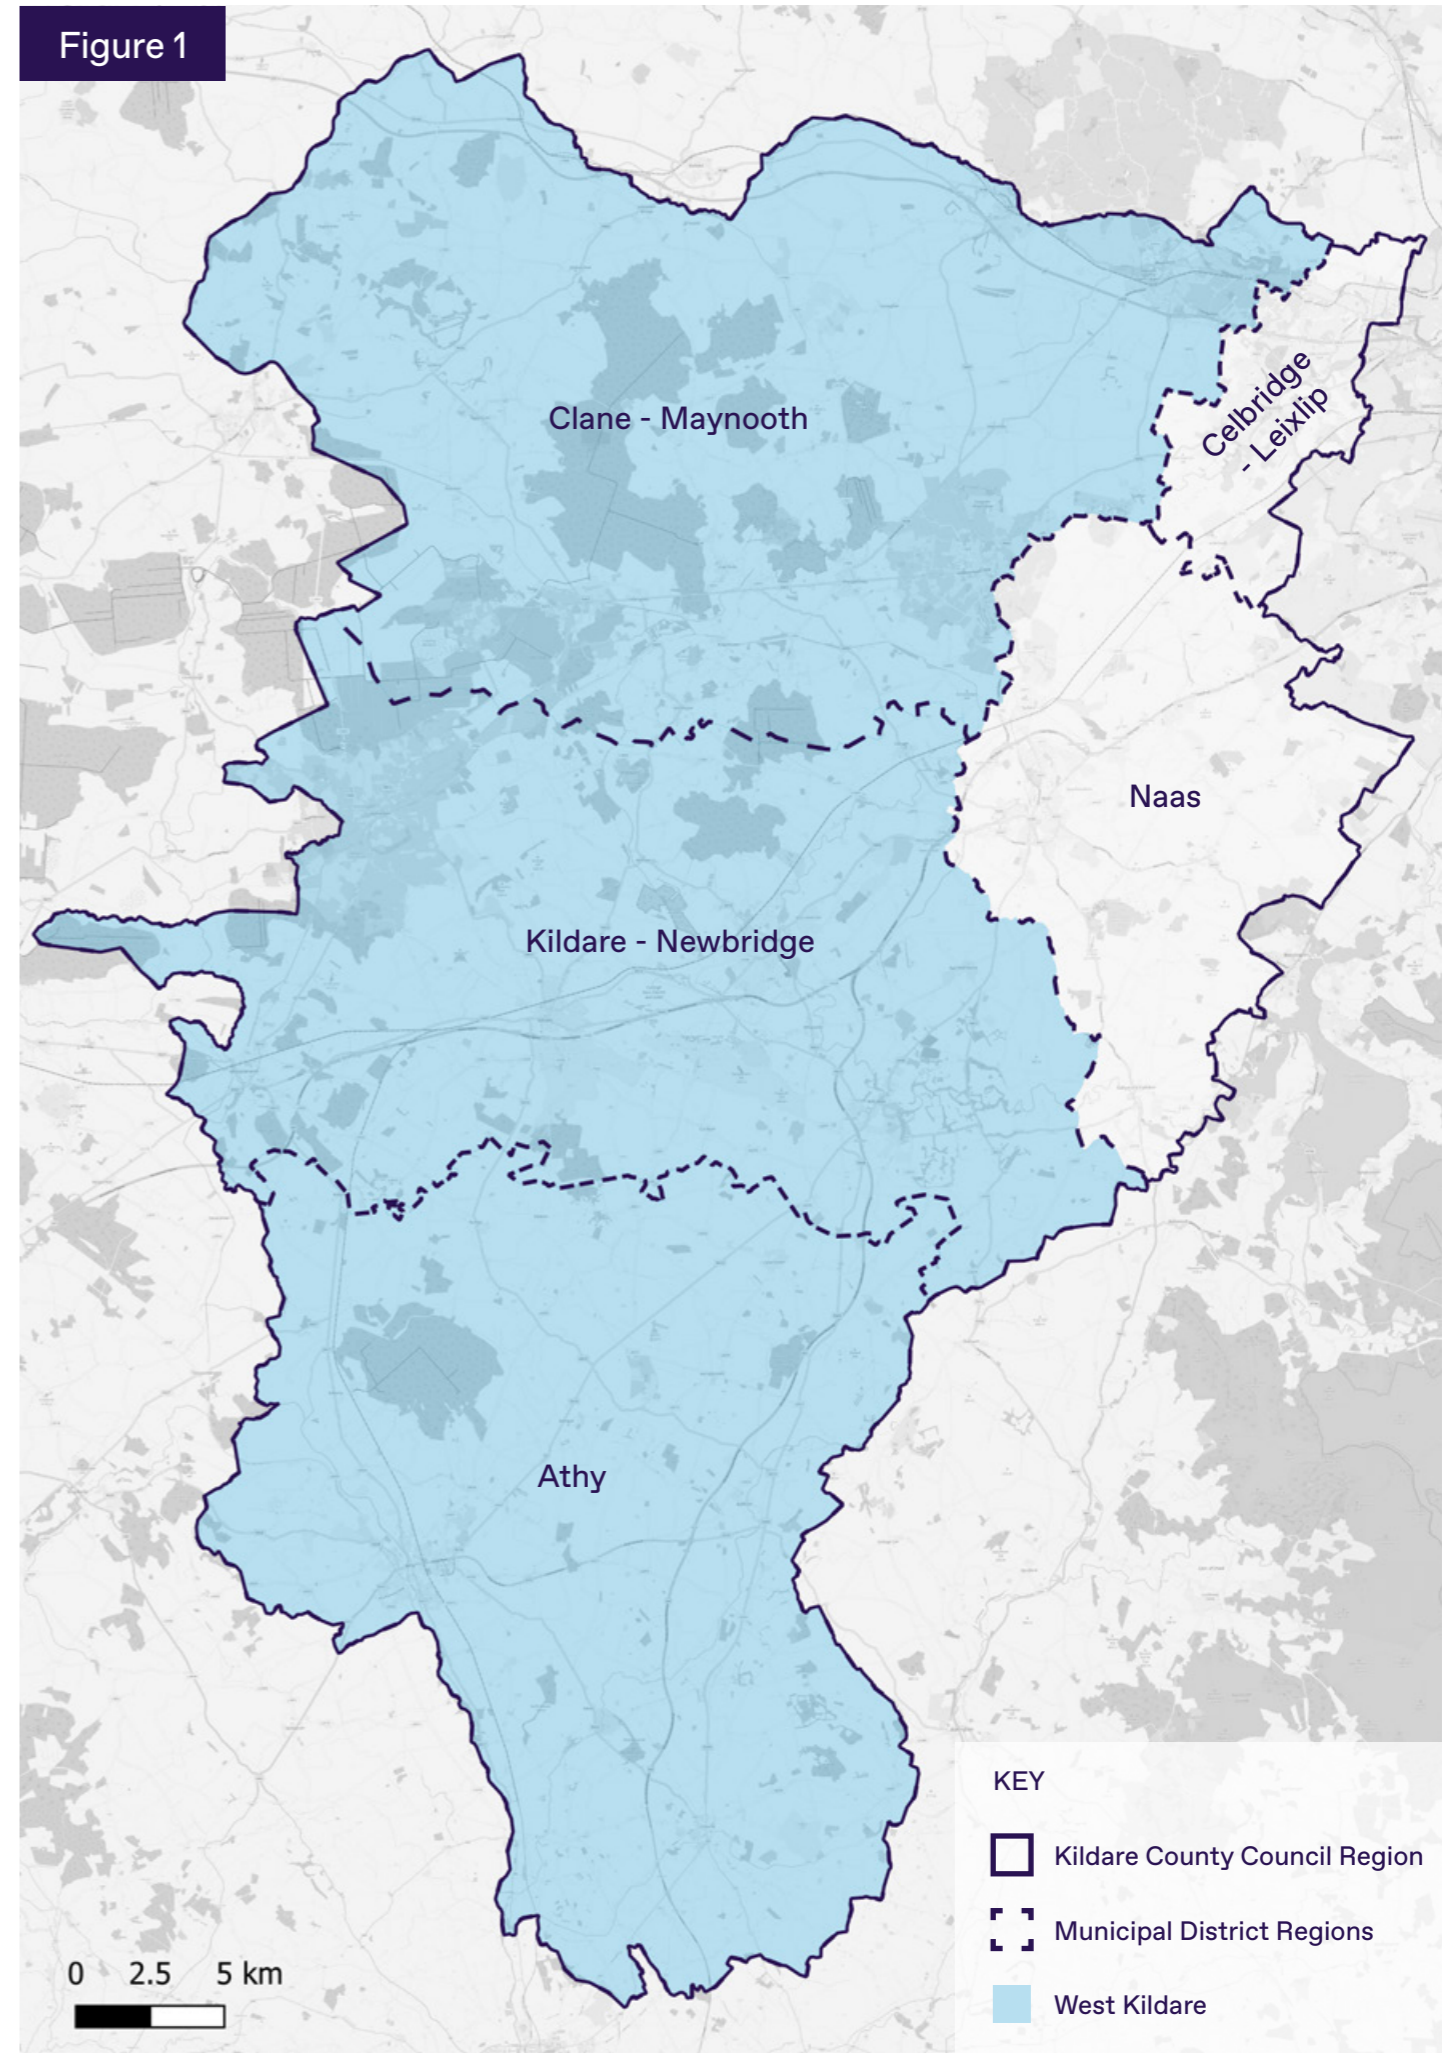 Figure 1
Clane - Maynooth
Celbridge
- Leixlip
Naas
Kildare - Newbridge
Athy
KEY
Kildare County Council Region
Municipal District Regions
West Kildare
0 2.5 5 km